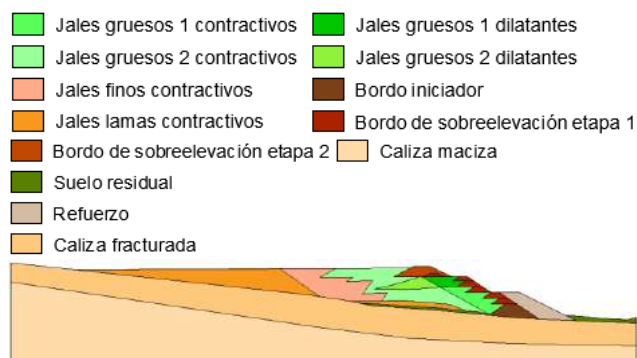 Jales gruesos 1 contractivos
Jales gruesos 1 dilatantes
Jales gruesos 2 contractivos
Jales gruesos 2 dilatantes
Jales finos contractivos
Bordo iniciador
Jales lamas contractivos
Bordo de sobreelevación etapa 1
Bordo de sobreelevación etapa 2
Caliza maciza
Suelo residual
Refuerzo
Caliza fracturada